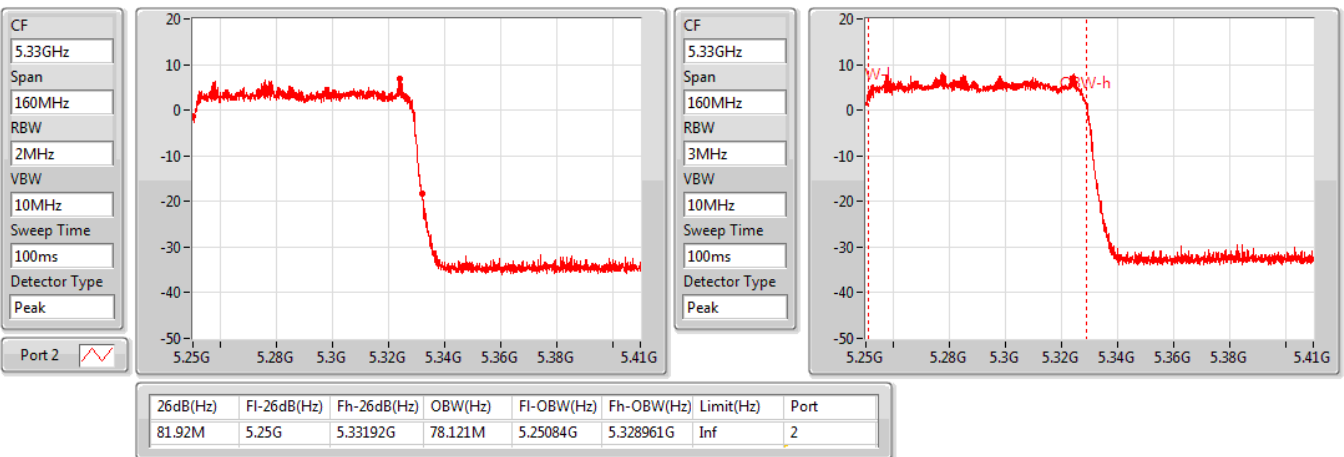 CF
5.33GHz
Span
160MHz
RBW
2MHz
VBW
10MHz
Sweep Time
100ms
Detector Type
Peak
Port 2
20
10
0
-10
-20
-30
-40
-50
5.25G 5.28G 5.3G 5.32G 5.34G 5.36G 5.38G 5.41G
CF
5.33GHz
Span
160MHz
RBW
3MHz
VBW
10MHz
Sweep Time
100ms
Detector Type
Peak
20
10
0
-10
-20
-30
-40
-50
W-l
OBW-h
5.25G 5.28G 5.3G 5.32G 5.34G 5.36G 5.38G 5.41G
26dB(Hz) Fl-26dB(Hz) Fh-26dB(Hz) OBW(Hz) Fl-OBW(Hz) Fh-OBW(Hz) Limit(Hz) Port
81.92M 5.25G 5.33192G 78.121M 5.25084G 5.328961G Inf 2